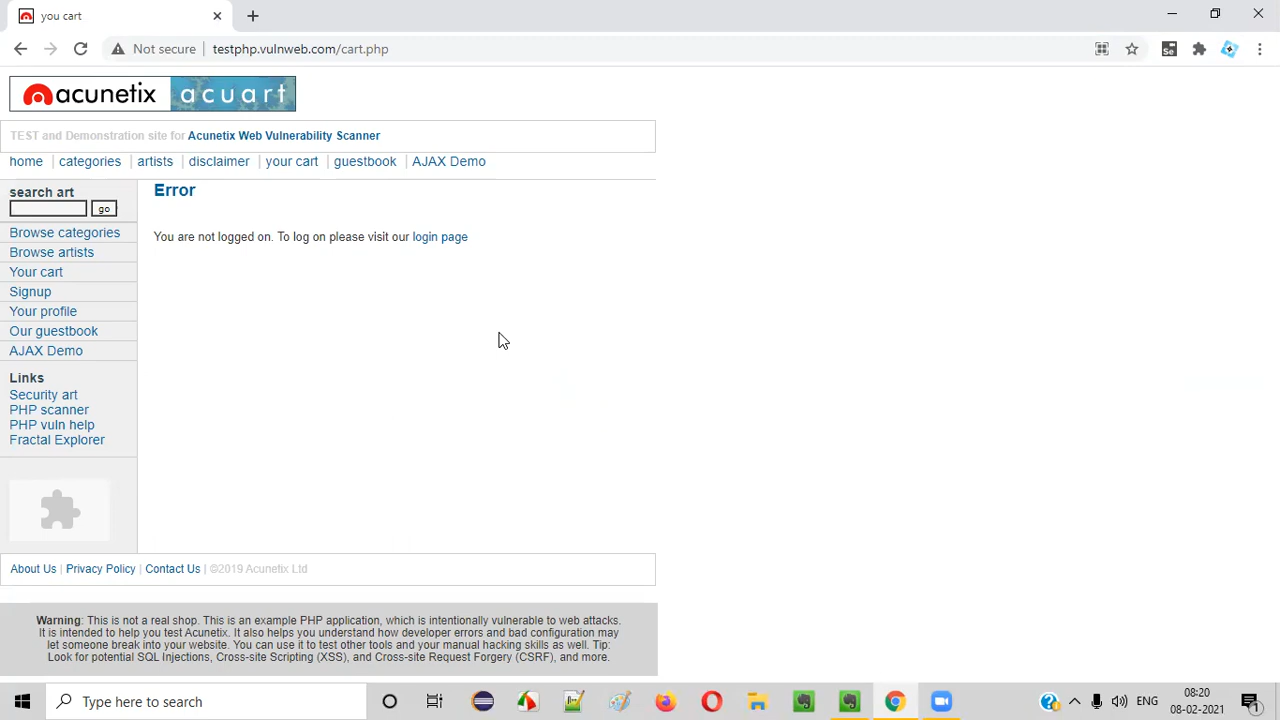 you cart
Not secure | testphp.vulnweb.com/cart.php
Se
acunetix acuart
TEST and Demonstration site for Acunetix Web Vulnerability Scanner
home | categories | artists | disclaimer | your cart | guestbook | AJAX Demo
search art
go
Browse categories
Browse artists
Your cart
Signup
Your profile
Our guestbook
AJAX Demo
Links
Security art
PHP scanner
PHP vuln help
Fractal Explorer
Error
You are not logged on. To log on please visit our login page
About Us | Privacy Policy | Contact Us | ©2019 Acunetix Ltd
Warning: This is not a real shop. This is an example PHP application, which is intentionally vulnerable to web attacks.
It is intended to help you test Acunetix. It also helps you understand how developer errors and bad configuration may
let someone break into your website. You can use it to test other tools and your manual hacking skills as well. Tip:
Look for potential SQL Injections, Cross-site Scripting (XSS), and Cross-site Request Forgery (CSRF), and more.
Type here to search
ENG
08:20
08-02-2021
1